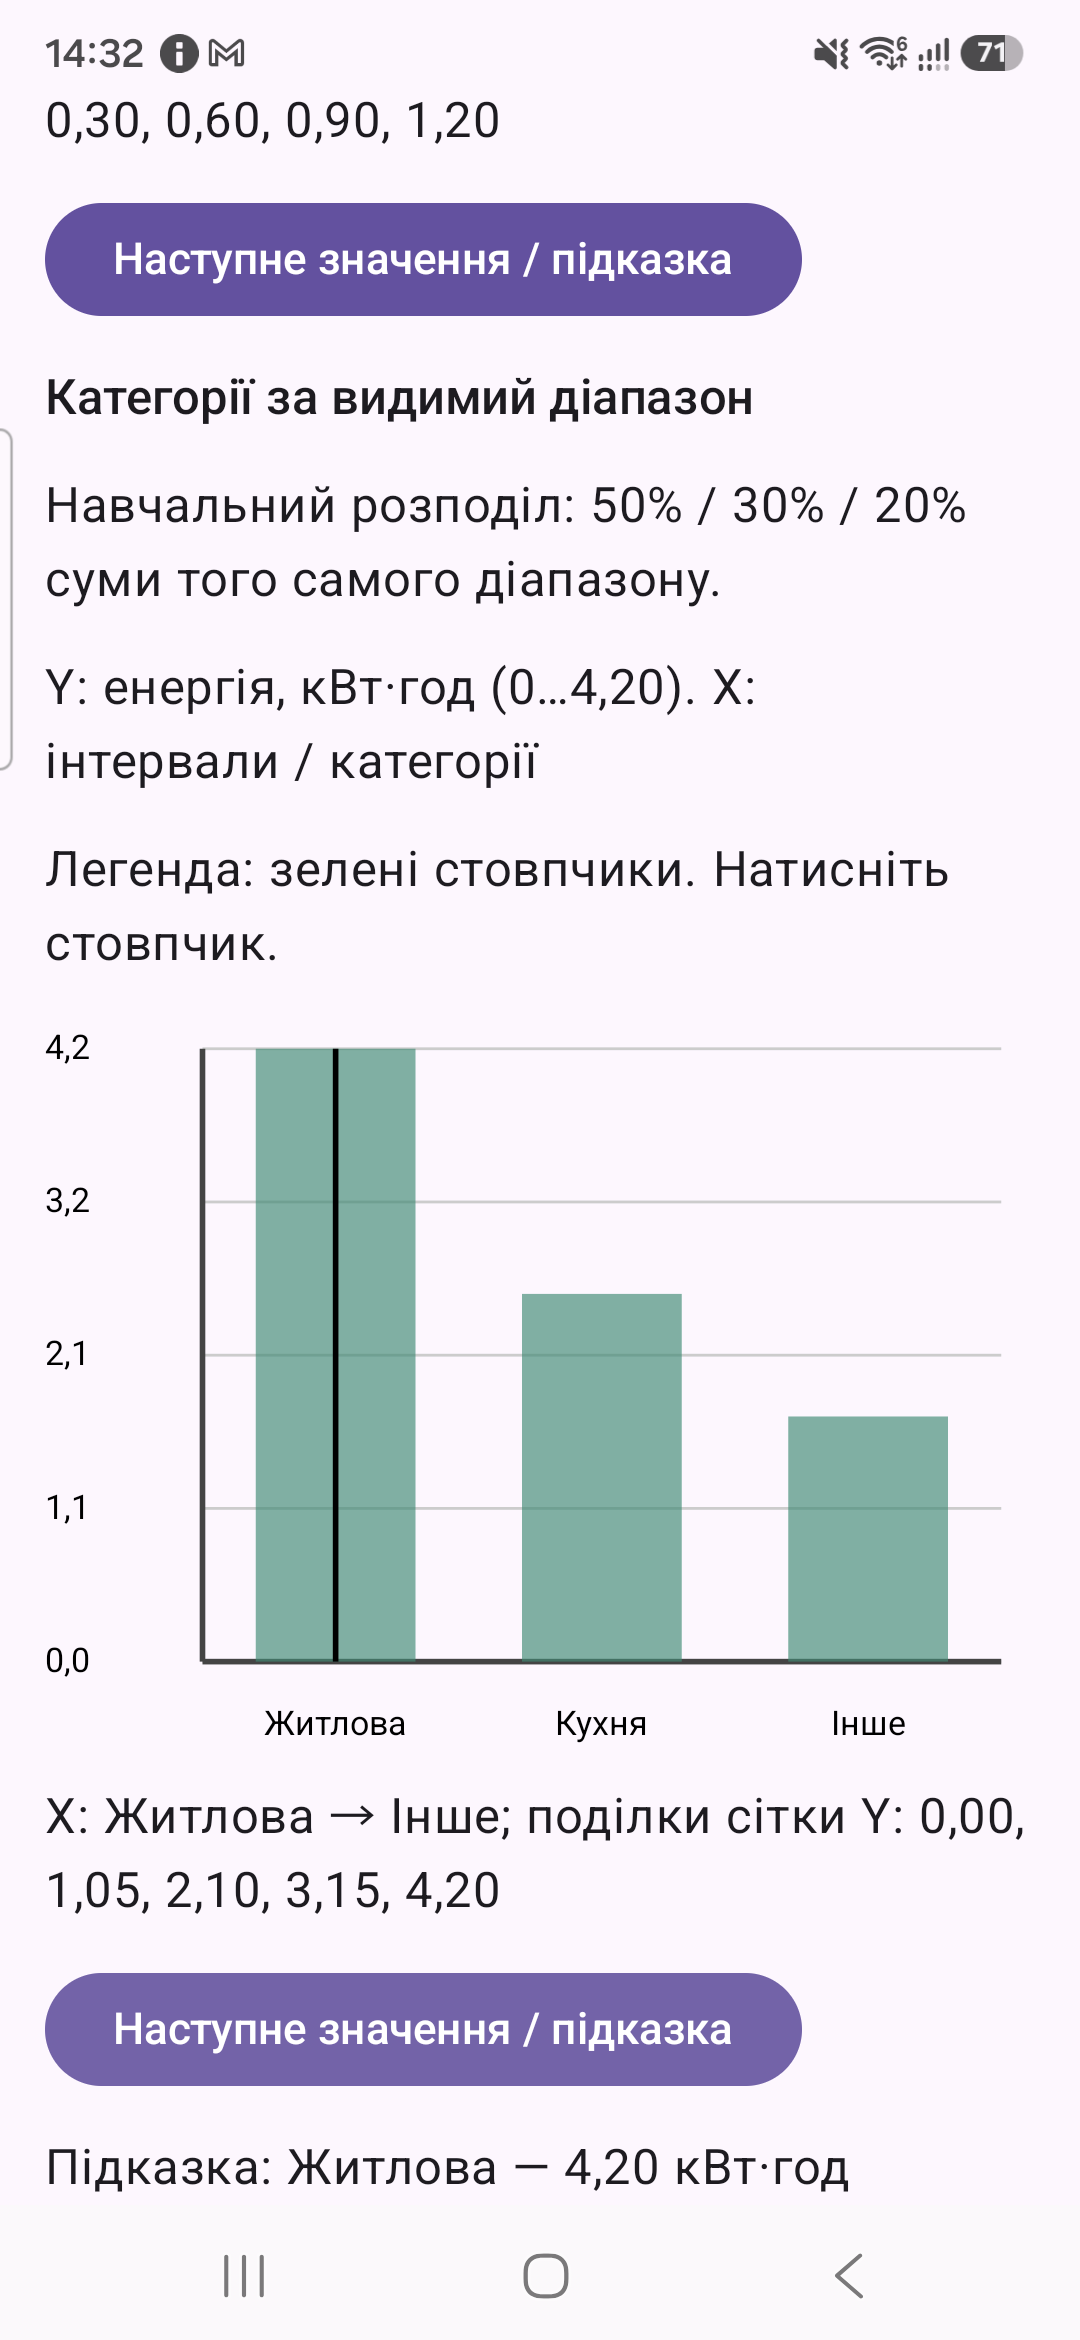 14:32
6
71
0,30, 0,60, 0,90, 1,20
Наступне значення / підказка
Категорії за видимий діапазон
Навчальний розподіл: 50% / 30% / 20%
суми того самого діапазону.
Y: енергія, кВт·год (0…4,20). X:
інтервали / категорії
Легенда: зелені стовпчики. Натисніть
стовпчик.
4,2
3,2
2,1
1,1
0,0
Житлова
Кухня
Інше
X: Житлова → Інше; поділки сітки Y: 0,00,
1,05, 2,10, 3,15, 4,20
Наступне значення / підказка
Підказка: Житлова — 4,20 кВт·год